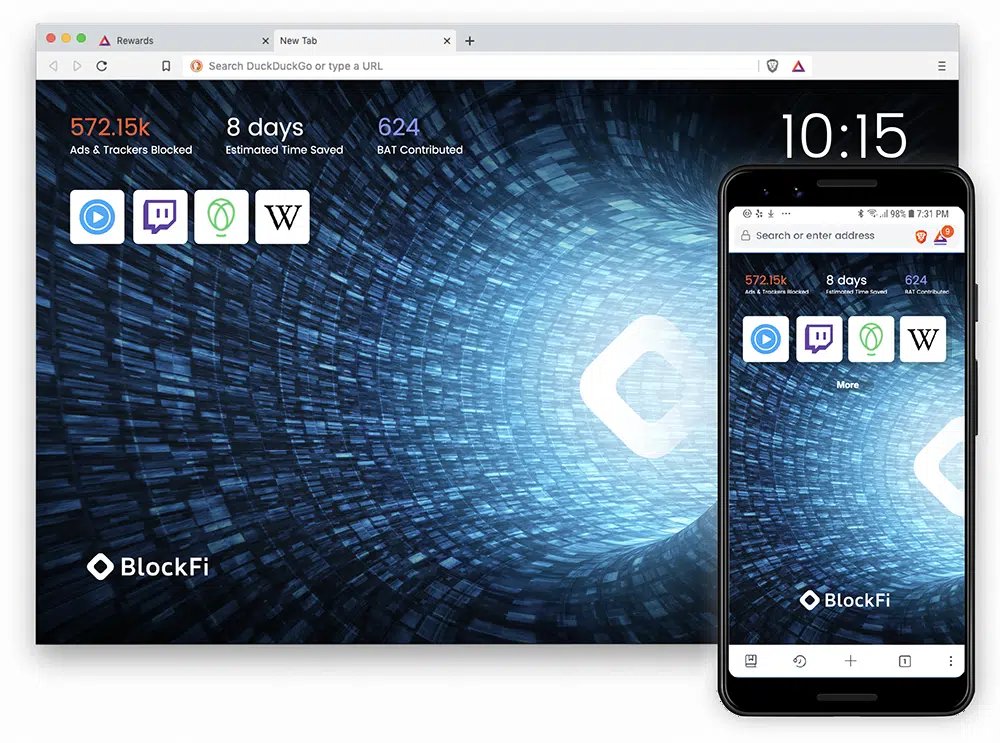 Rewards
New Tab
Search DuckDuckGo or type a URL
572.15k
Ads & Trackers Blocked
8 days
Estimated Time Saved
624
BAT Contributed
10:15
W
BlockFi
98% 7:31 PM
Search or enter address
9
572.15k
Ads & Trackers Blocked
8 days
Estimated Time Saved
624
BAT Contributed
W
More
BlockFi
1